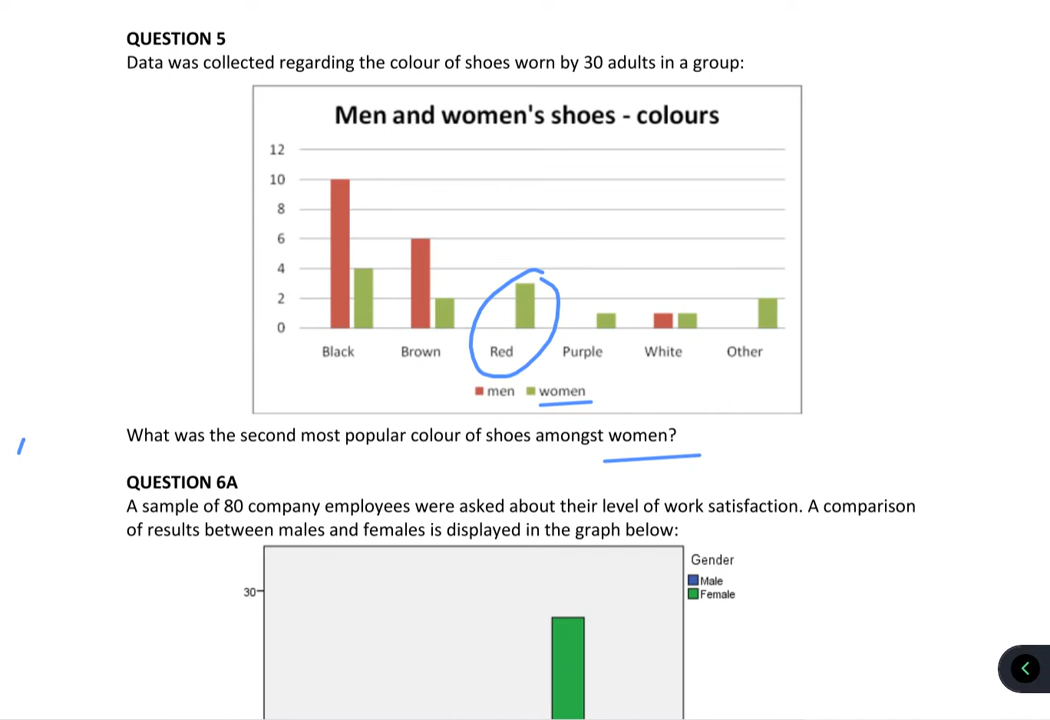 QUESTION 5
Data was collected regarding the colour of shoes worn by 30 adults in a group:
Men and women's shoes - colours
12
10
8
6
4
2
0
Black Brown Red Purple White Other
men women
What was the second most popular colour of shoes amongst women?
QUESTION 6A
A sample of 80 company employees were asked about their level of work satisfaction. A comparison
of results between males and females is displayed in the graph below:
Gender
Male
Female
30